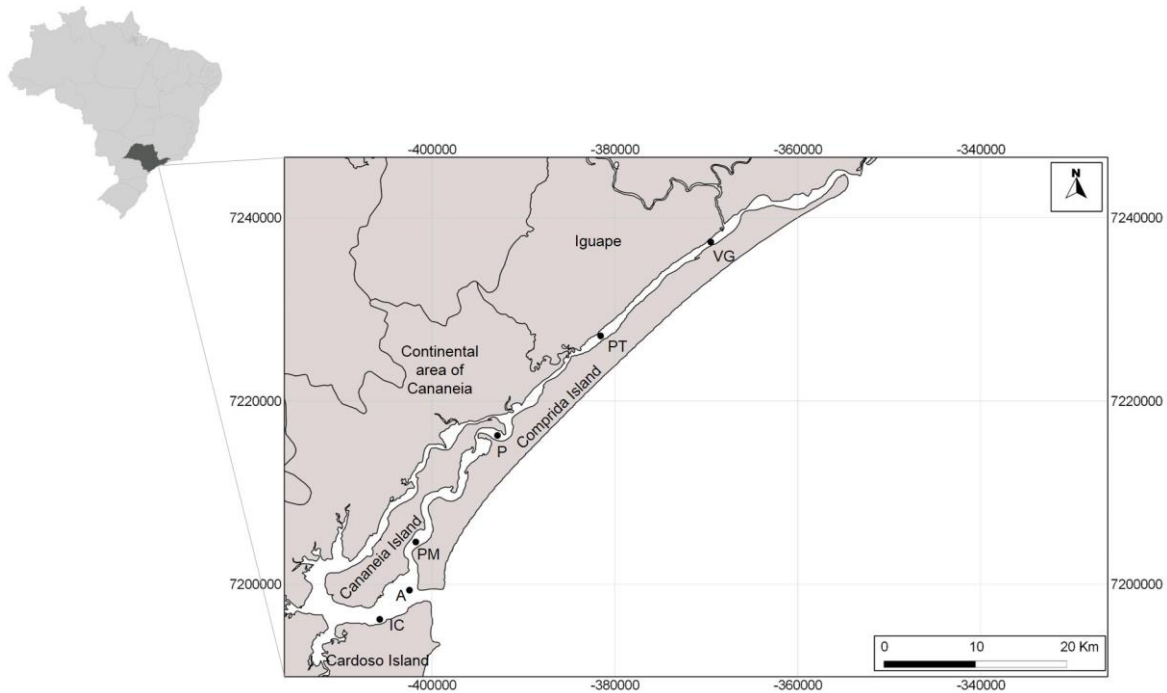 -400000 -380000 -360000 -340000
N
7240000 7240000
Iguape
VG
PT
Continental
area of
Cananeia
Comprida Island
7220000 7220000
P
Cananeia Island
PM
7200000 7200000
A
IC
0 10 20 Km
Cardoso Island
-400000 -380000 -360000 -340000